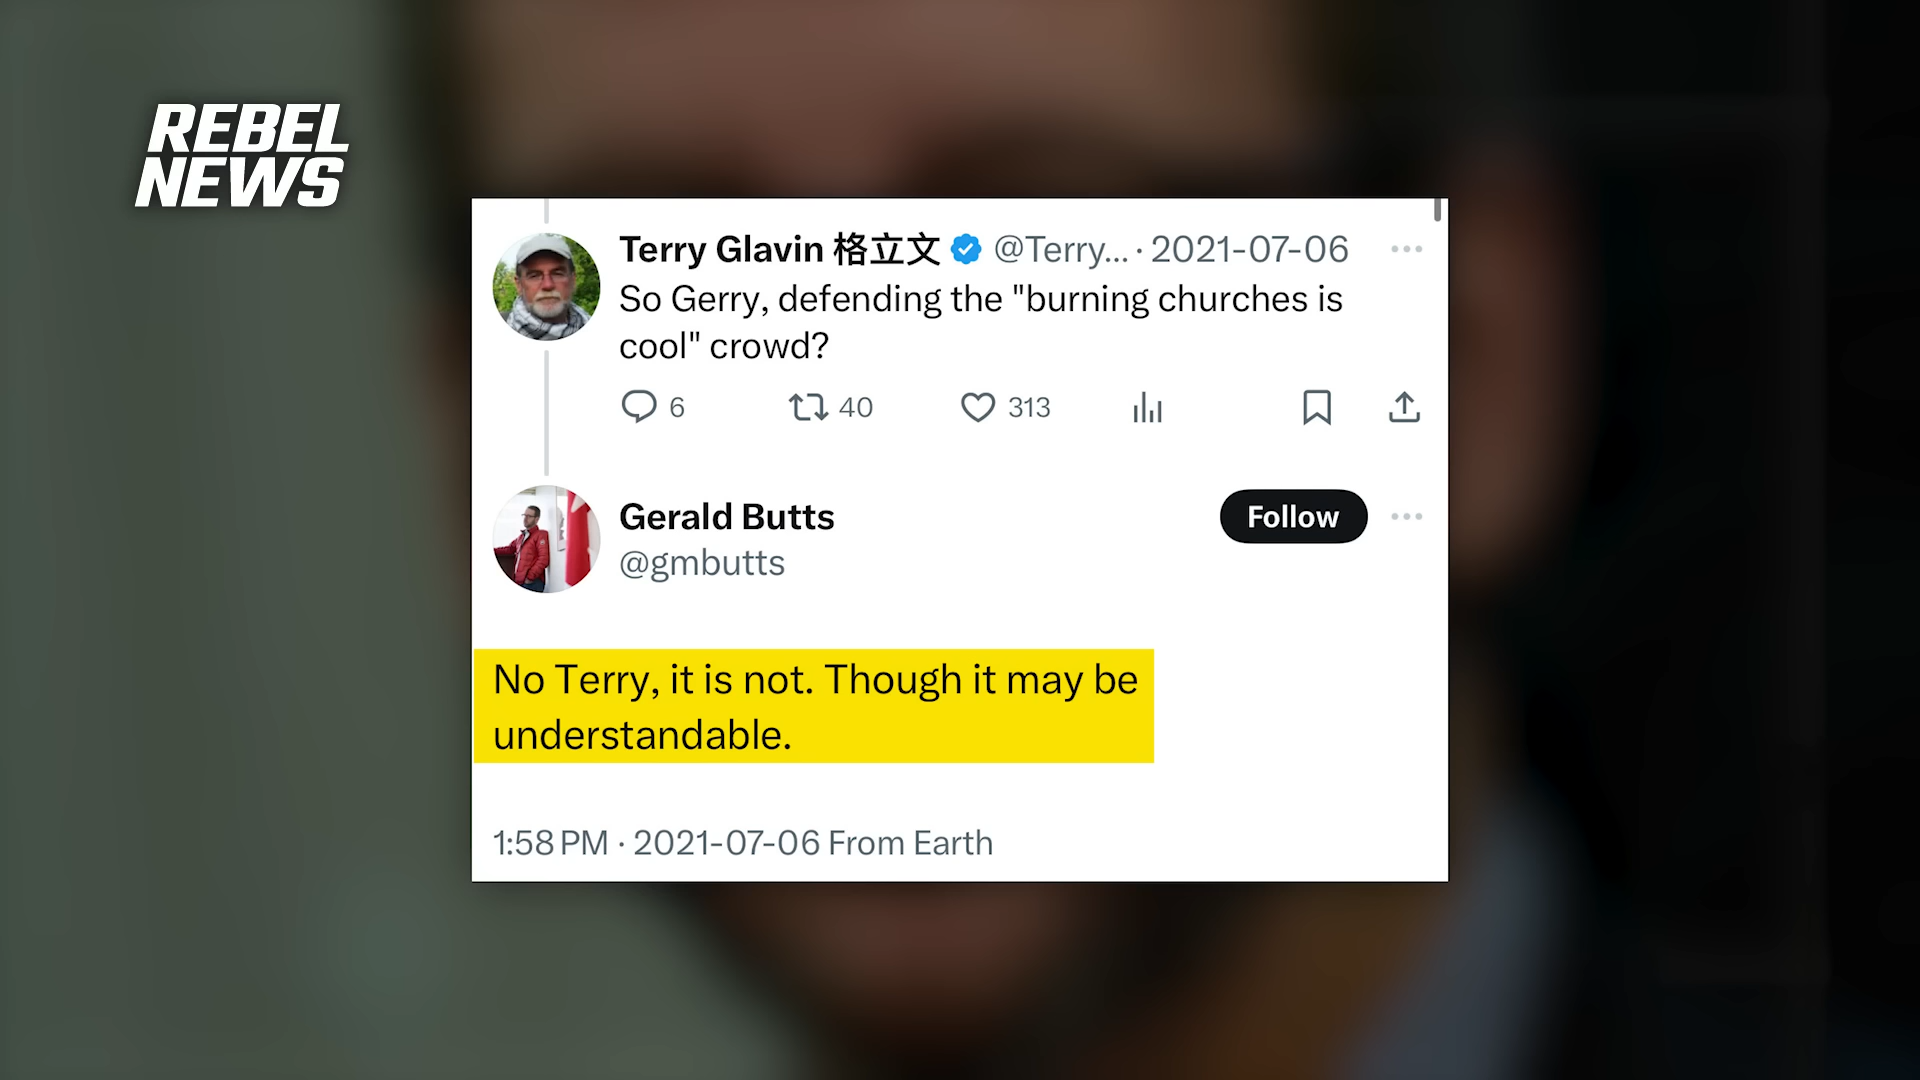 REBEL
NEWS
Terry Glavin 格立文 @Terry... · 2021-07-06
So Gerry, defending the "burning churches is
cool" crowd?
6 40 313
Gerald Butts
@gmbutts
Follow
No Terry, it is not. Though it may be
understandable.
1:58 PM · 2021-07-06 From Earth